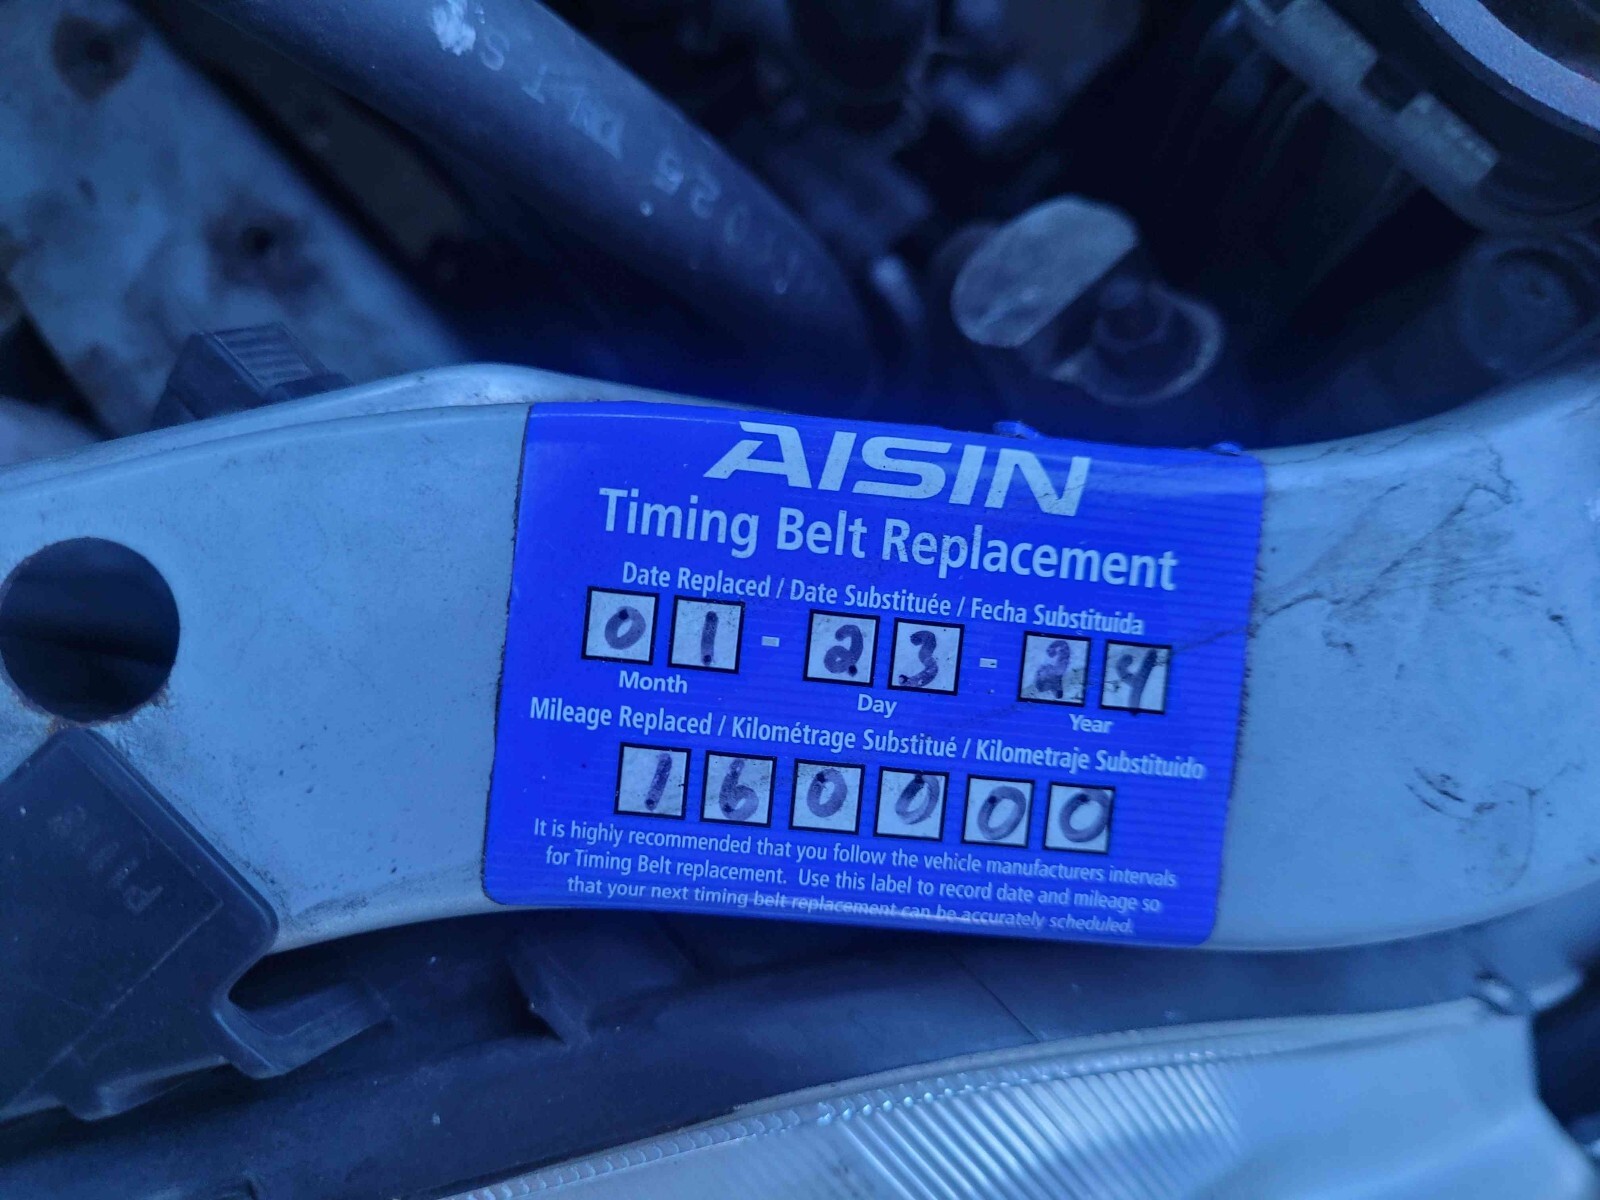 AISIN
Timing Belt Replacement
Date Replaced / Date Substituée / Fecha Substituida
01 - 23 - 24
Month Day Year
Mileage Replaced / Kilométrage Substitué / Kilometraje Substituido
160000
It is highly recommended that you follow the vehicle manufacturers intervals
for Timing Belt replacement. Use this label to record date and mileage so
that your next timing belt replacement can be accurately scheduled.